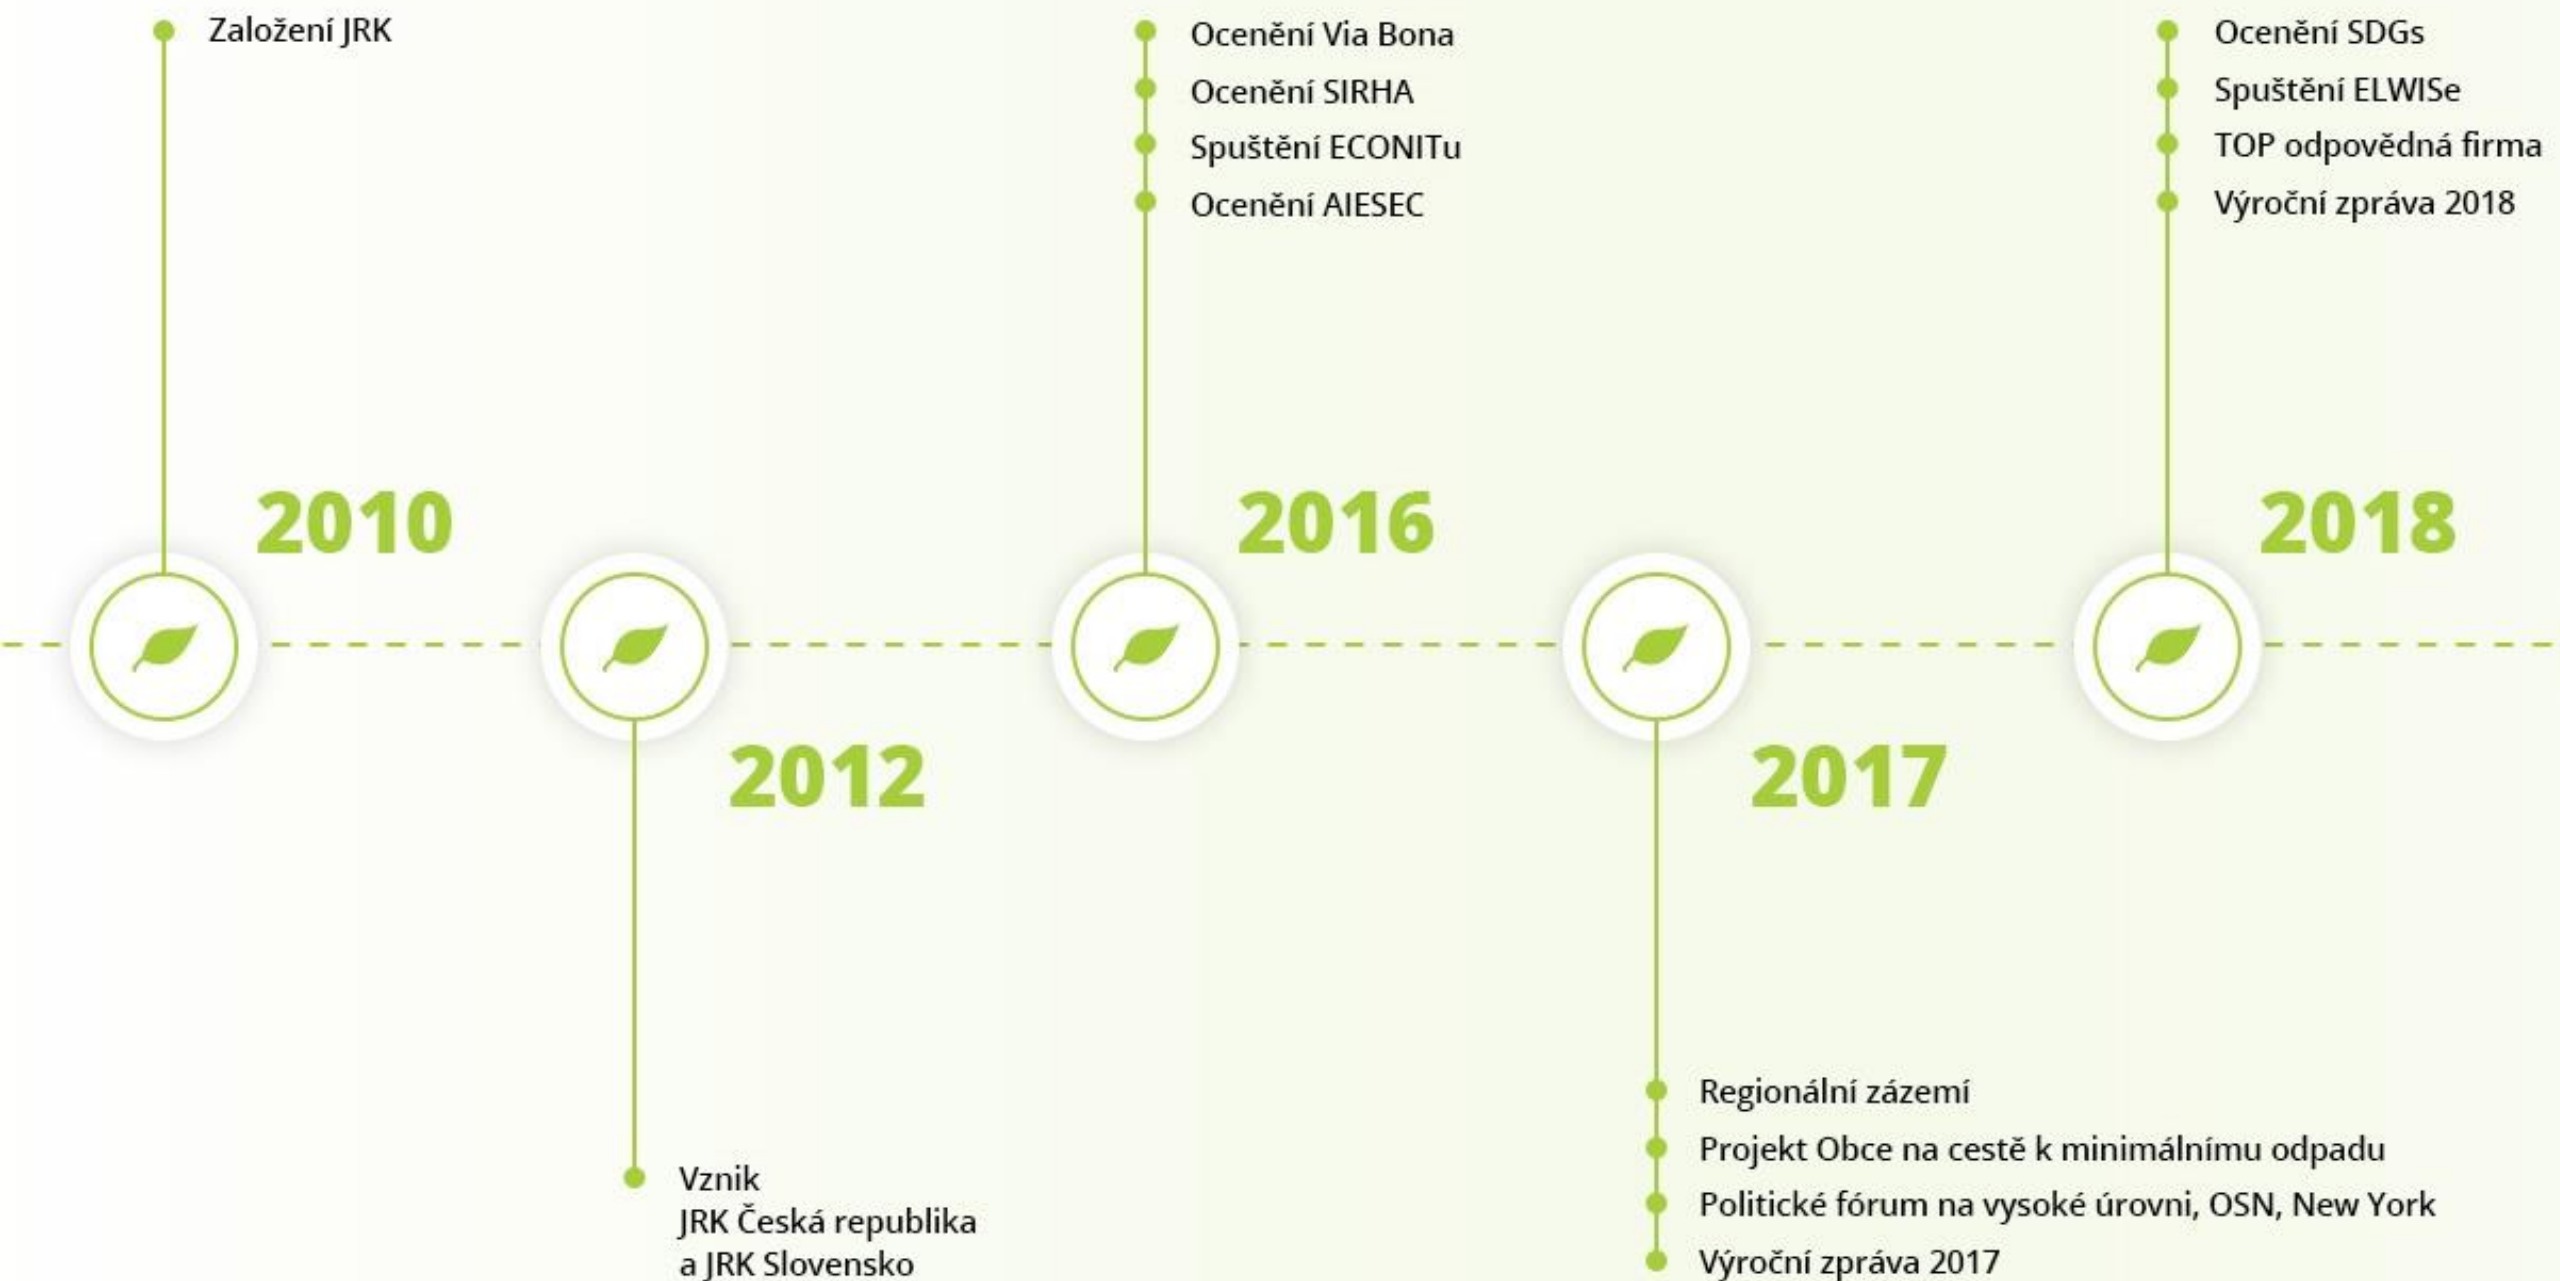 Založení JRK
2010
Vznik
JRK Česká republika
a JRK Slovensko
2012
Ocenění Via Bona
Ocenění SIRHA
Spuštění ECONITu
Ocenění AIESEC
2016
2017
Regionální zázemí
Projekt Obce na cestě k minimálnímu odpadu
Politické fórum na vysoké úrovni, OSN, New York
Výroční zpráva 2017
Ocenění SDGs
Spuštění ELWISe
TOP odpovědná firma
Výroční zpráva 2018
2018